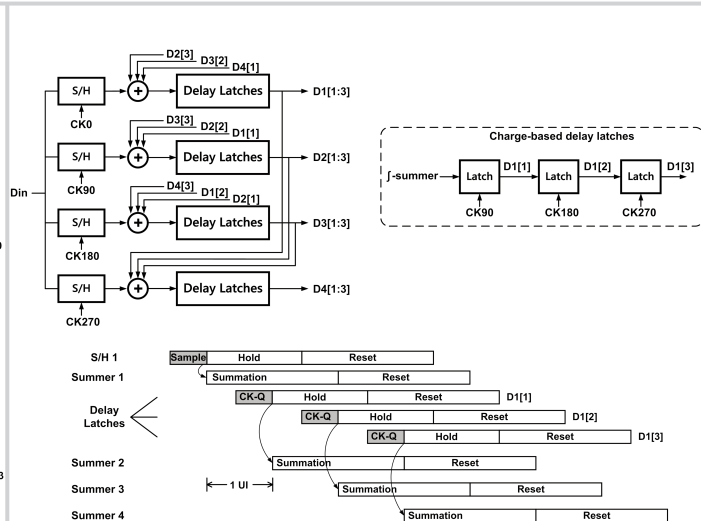 D2[3]
D3[2]
D4[1]
S/H
+
Delay Latches
D1[1:3]
CK0
D3[3]
D2[2]
D1[1]
S/H
+
Delay Latches
D2[1:3]
CK90
Din
D4[3]
D1[2]
D2[1]
S/H
+
Delay Latches
D3[1:3]
CK180
S/H
+
Delay Latches
D4[1:3]
CK270
Charge-based delay latches
∫-summer
Latch
D1[1]
Latch
D1[2]
Latch
D1[3]
CK90
CK180
CK270
S/H 1
Sample
Hold
Reset
Summer 1
Summation
Reset
Delay
Latches
CK-Q
Hold
Reset
D1[1]
CK-Q
Hold
Reset
D1[2]
CK-Q
Hold
Reset
D1[3]
Summer 2
Summation
Reset
1 UI
Summer 3
Summation
Reset
Summer 4
Summation
Reset
3